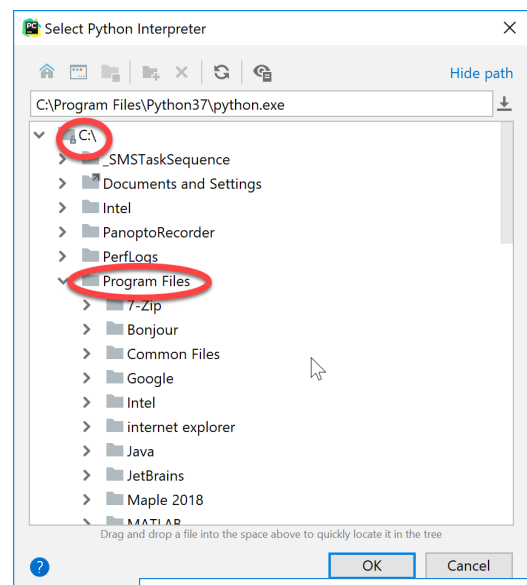 PC
Select Python Interpreter
Hide path
C:\Program Files\Python37\python.exe
C:\
_SMSTaskSequence
Documents and Settings
Intel
PanoptoRecorder
PerfLogs
Program Files
7-Zip
Bonjour
Common Files
Google
Intel
internet explorer
Java
JetBrains
Maple 2018
MATLAB
Drag and drop a file into the space above to quickly locate it in the tree
?
OK Cancel